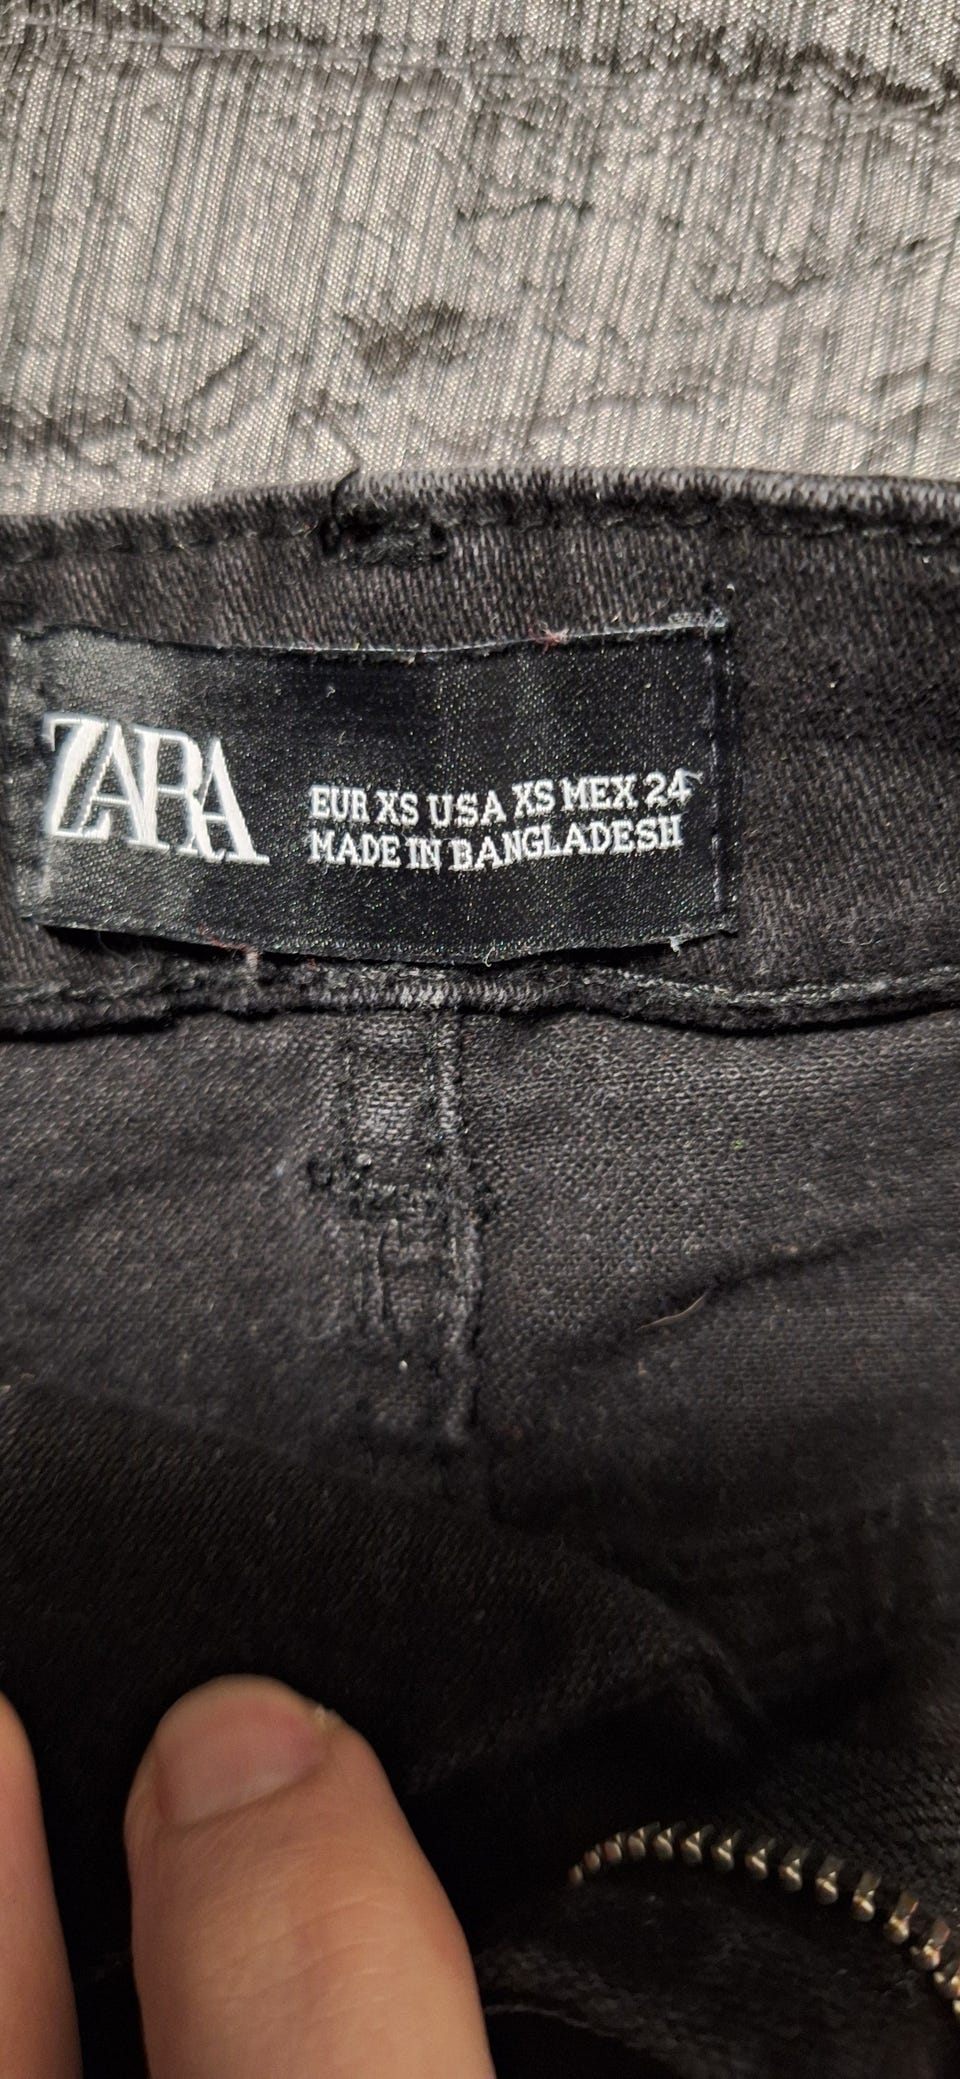 ZARA
EUR XS USA XS MEX 24
MADE IN BANGLADESH